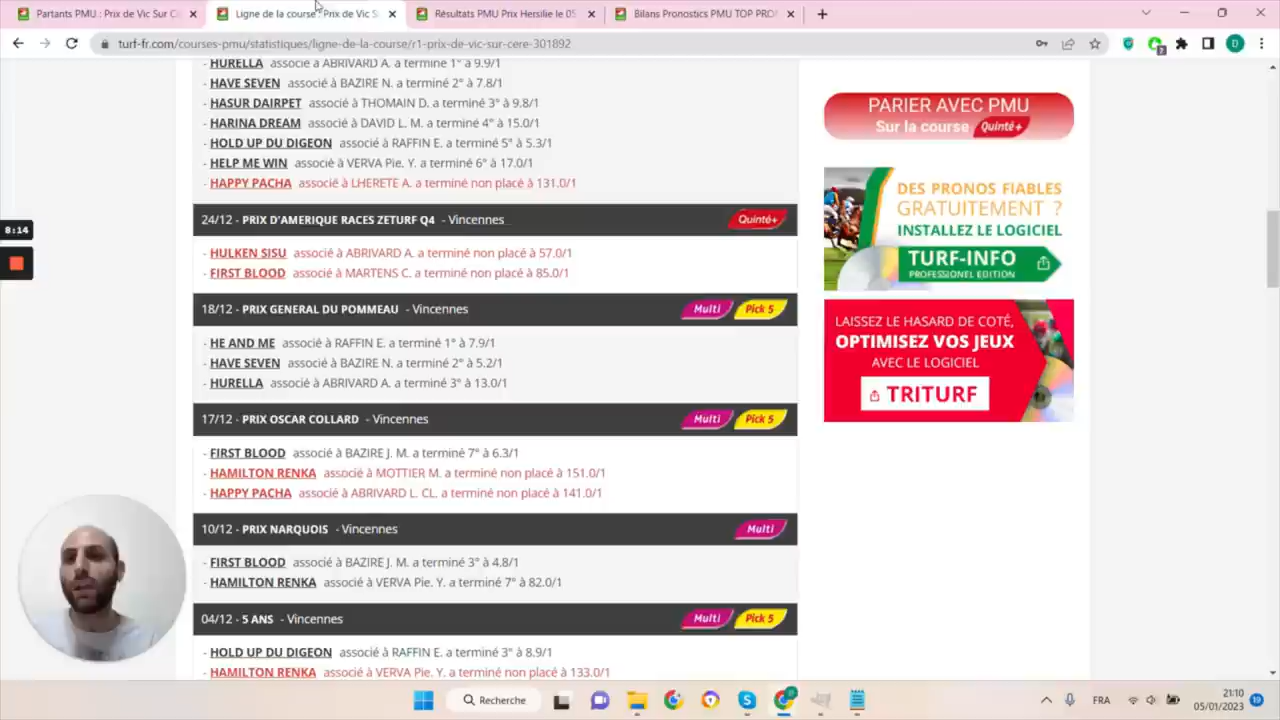 Partants PMU : Prix de Vic Sur Cè
Ligne de la course : Prix de Vic S
Résultats PMU Prix Hersilie le 05
Bilans Pronostics PMU TOP PRON
turf-fr.com/courses-pmu/statistiques/ligne-de-la-course/r1-prix-de-vic-sur-cere-301892
- HURELLA associé à ABRIVARD A. a terminé 1° à 9.9/1
- HAVE SEVEN associé à BAZIRE N. a terminé 2° à 7.8/1
- HASUR DAIRPET associé à THOMAIN D. a terminé 3° à 9.8/1
- HARINA DREAM associé à DAVID L. M. a terminé 4° à 15.0/1
- HOLD UP DU DIGEON associé à RAFFIN E. a terminé 5° à 5.3/1
- HELP ME WIN associé à VERVA Pie. Y. a terminé 6° à 17.0/1
- HAPPY PACHA associé à LHERETE A. a terminé non placé à 131.0/1
24/12 - PRIX D'AMERIQUE RACES ZETURF Q4 - Vincennes Quinté+
- HULKEN SISU associé à ABRIVARD A. a terminé non placé à 57.0/1
- FIRST BLOOD associé à MARTENS C. a terminé non placé à 85.0/1
18/12 - PRIX GENERAL DU POMMEAU - Vincennes Multi Pick 5
- HE AND ME associé à RAFFIN E. a terminé 1° à 7.9/1
- HAVE SEVEN associé à BAZIRE N. a terminé 2° à 5.2/1
- HURELLA associé à ABRIVARD A. a terminé 3° à 13.0/1
17/12 - PRIX OSCAR COLLARD - Vincennes Multi Pick 5
- FIRST BLOOD associé à BAZIRE J. M. a terminé 7° à 6.3/1
- HAMILTON RENKA associé à MOTTIER M. a terminé non placé à 151.0/1
- HAPPY PACHA associé à ABRIVARD L. CL. a terminé non placé à 141.0/1
10/12 - PRIX NARQUOIS - Vincennes Multi
- FIRST BLOOD associé à BAZIRE J. M. a terminé 3° à 4.8/1
- HAMILTON RENKA associé à VERVA Pie. Y. a terminé 7° à 82.0/1
04/12 - 5 ANS - Vincennes Multi Pick 5
- HOLD UP DU DIGEON associé à RAFFIN E. a terminé 3° à 8.9/1
- HAMILTON RENKA associé à VERVA Pie. Y. a terminé non placé à 133.0/1
PARIER AVEC PMU
Sur la course Quinté+
DES PRONOS FIABLES
GRATUITEMENT ?
INSTALLEZ LE LOGICIEL
TURF-INFO
PROFESSIONEL EDITION
LAISSEZ LE HASARD DE COTÉ,
OPTIMISEZ VOS JEUX
AVEC LE LOGICIEL
TRITURF
8:14
D
Recherche
FRA
21:10
05/01/2023
19